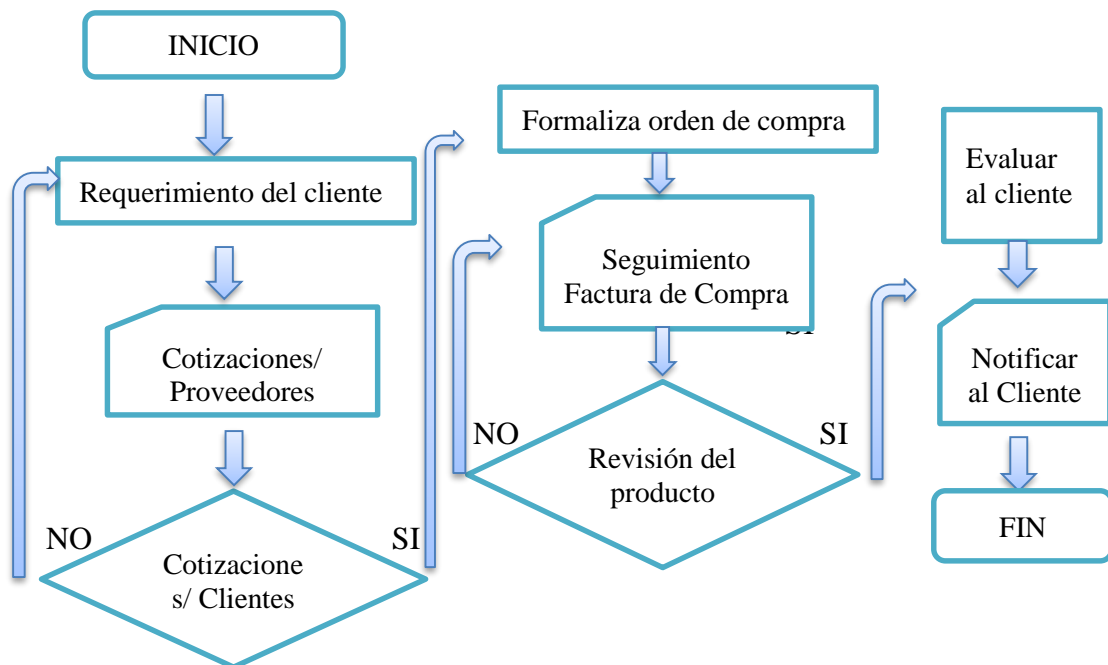 INICIO
Requerimiento del cliente
Cotizaciones/
Proveedores
NO
SI
Cotizacione
s/ Clientes
Formaliza orden de compra
Seguimiento
Factura de Compra
SI
NO
SI
Revisión del
producto
Evaluar
al cliente
Notificar
al Cliente
FIN